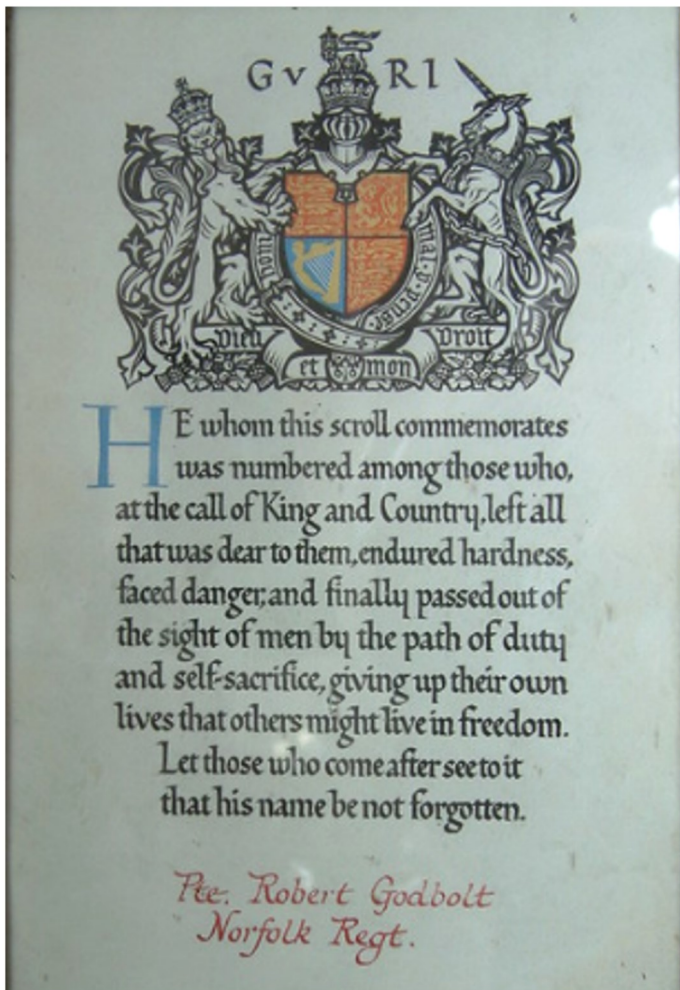 G V R I
mal·y·pense
Dieu Droit
et mon
HE whom this scroll commemorates
was numbered among those who,
at the call of King and Country, left all
that was dear to them, endured hardness,
faced danger, and finally passed out of
the sight of men by the path of duty
and self-sacrifice, giving up their own
lives that others might live in freedom.
Let those who come after see to it
that his name be not forgotten.
Pte. Robert Godbolt
Norfolk Regt.